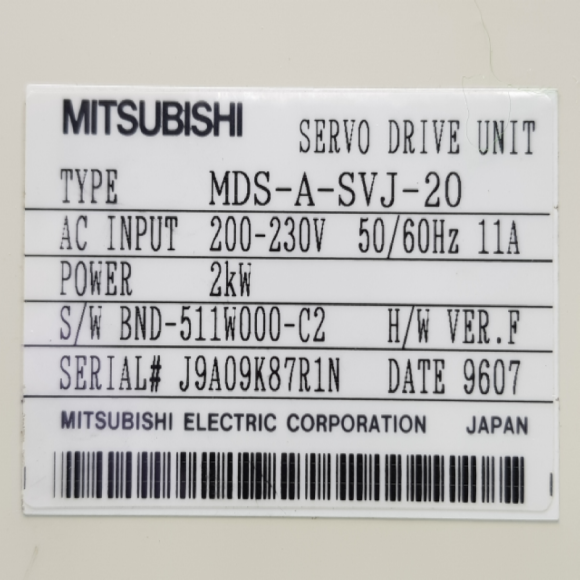 MITSUBISHI
SERVO DRIVE UNIT
TYPE MDS-A-SVJ-20
AC INPUT 200-230V 50/60Hz 11A
POWER 2kW
S/W BND-511W000-C2 H/W VER.F
SERIAL# J9A09K87R1N DATE 9607
MITSUBISHI ELECTRIC CORPORATION JAPAN